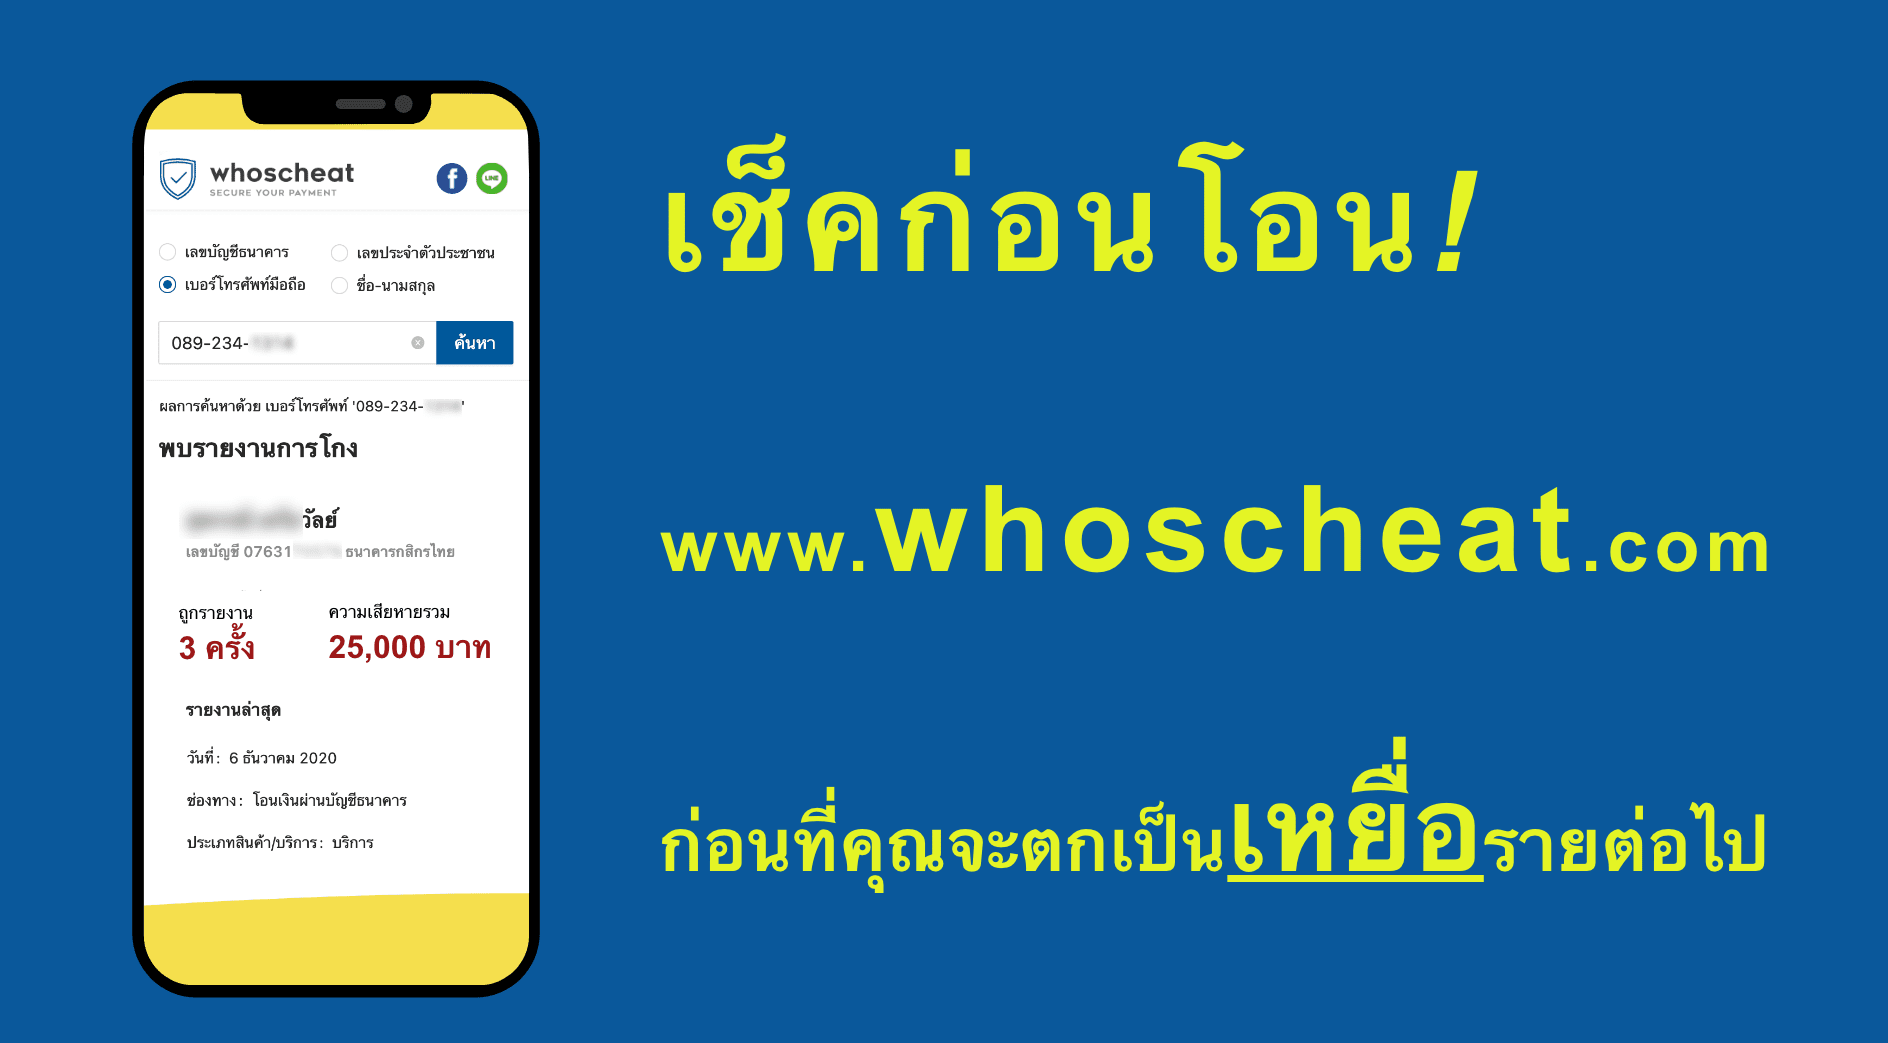 whoscheat
SECURE YOUR PAYMENT
LINE
เลขบัญชีธนาคาร
เลขประจำตัวประชาชน
เบอร์โทรศัพท์มือถือ
ชื่อ-นามสกุล
089-234-
ค้นหา
ผลการค้นหาด้วย เบอร์โทรศัพท์ '089-234- '
พบรายงานการโกง
วัลย์
เลขบัญชี 07631 ธนาคารกสิกรไทย
ถูกรายงาน
ความเสียหายรวม
3 ครั้ง
25,000 บาท
รายงานล่าสุด
วันที่ : 6 ธันวาคม 2020
ช่องทาง : โอนเงินผ่านบัญชีธนาคาร
ประเภทสินค้า/บริการ : บริการ
เช็คก่อนโอน!
www.whoscheat.com
ก่อนที่คุณจะตกเป็นเหยื่อรายต่อไป